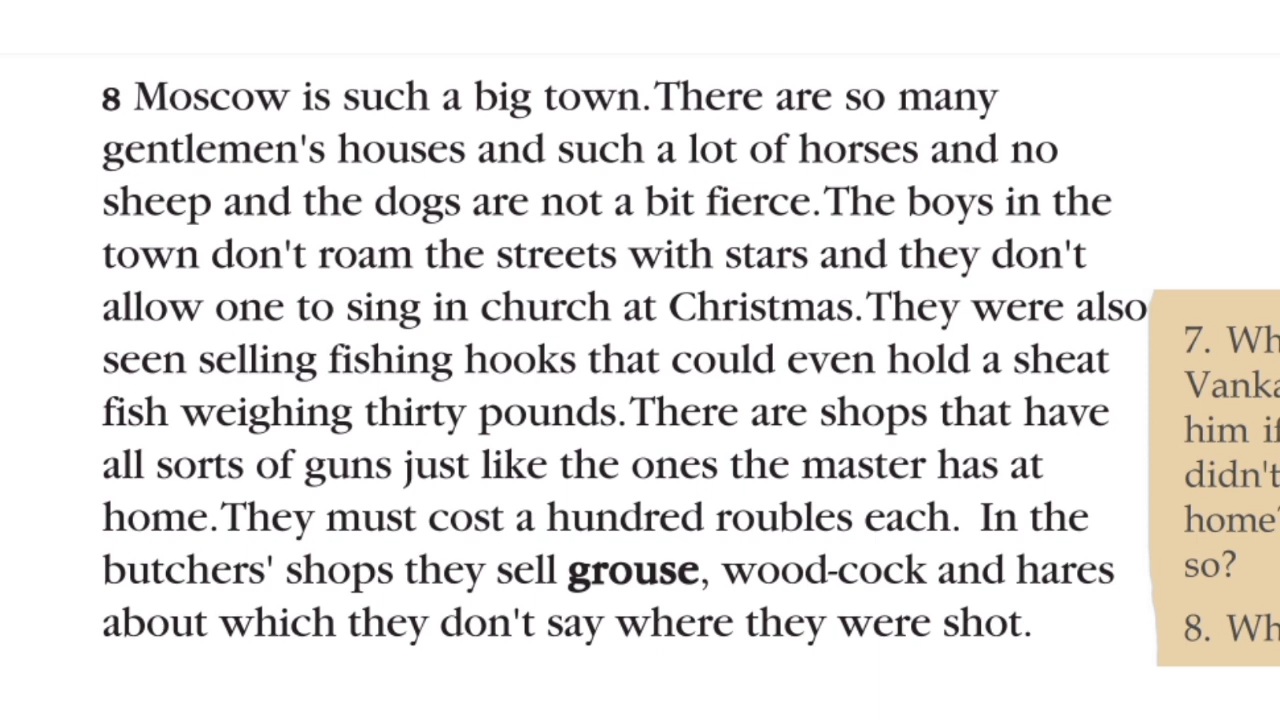 8 Moscow is such a big town. There are so many
gentlemen's houses and such a lot of horses and no
sheep and the dogs are not a bit fierce. The boys in the
town don't roam the streets with stars and they don't
allow one to sing in church at Christmas. They were also
seen selling fishing hooks that could even hold a sheat
fish weighing thirty pounds. There are shops that have
all sorts of guns just like the ones the master has at
home. They must cost a hundred roubles each. In the
butchers' shops they sell grouse, wood-cock and hares
about which they don't say where they were shot.
7. Wh
Vanka
him if
didn't
home'
so?
8. Wh